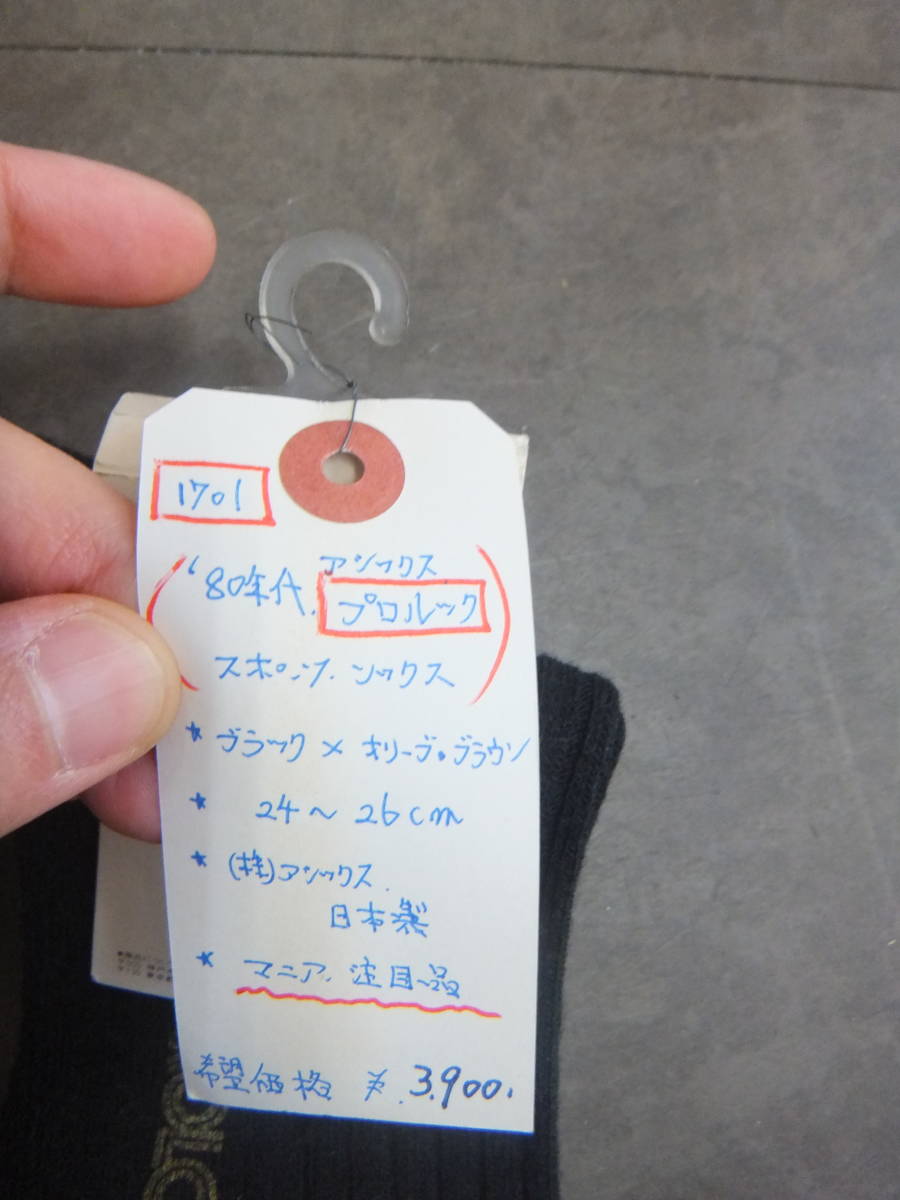 1701
アシックス
'80年代、プロルック
スポーツ・ソックス
* ブラック × オリーブ・ブラウン
* 24～26cm
* (株)アシックス
日本製
* マニア、注目品
希望価格 ¥3,900.